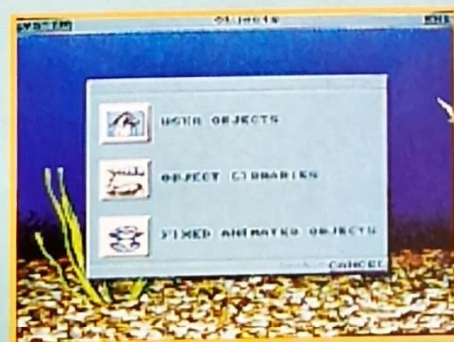 SYSTEM Objects
USER OBJECTS
OBJECT LIBRARIES
FIXED ANIMATED OBJECTS
CANCEL